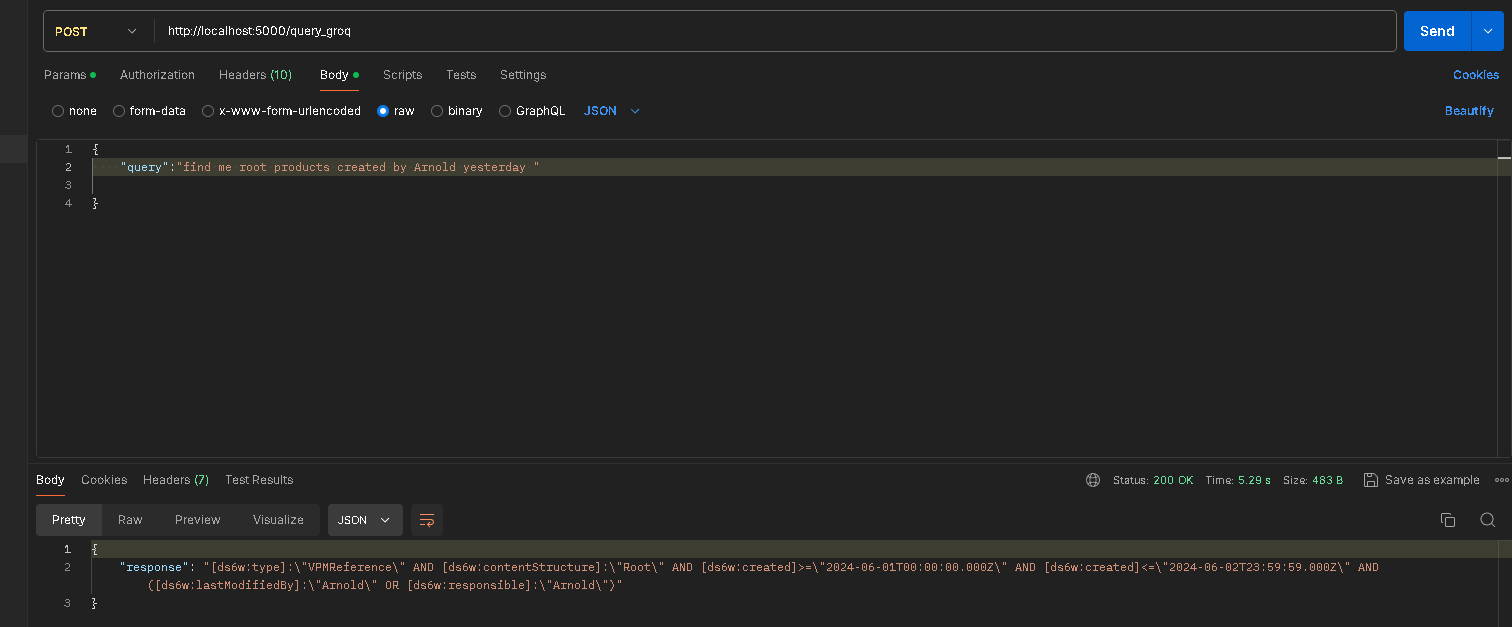 POST http://localhost:5000/query_groq Send
Params Authorization Headers (10) Body Scripts Tests Settings Cookies
none form-data x-www-form-urlencoded raw binary GraphQL JSON Beautify
1 {
2 "query":"find me root products created by Arnold yesterday "
3
4 }
Body Cookies Headers (7) Test Results Status: 200 OK Time: 5.29 s Size: 483 B Save as example
Pretty Raw Preview Visualize JSON
1 {
2 "response": "[ds6w:type]:\"VPMReference\" AND [ds6w:contentStructure]:\"Root\" AND [ds6w:created]>=\"2024-06-01T00:00:00.000Z\" AND [ds6w:created]<=\"2024-06-02T23:59:59.000Z\" AND
([ds6w:lastModifiedBy]:\"Arnold\" OR [ds6w:responsible]:\"Arnold\")"
3 }